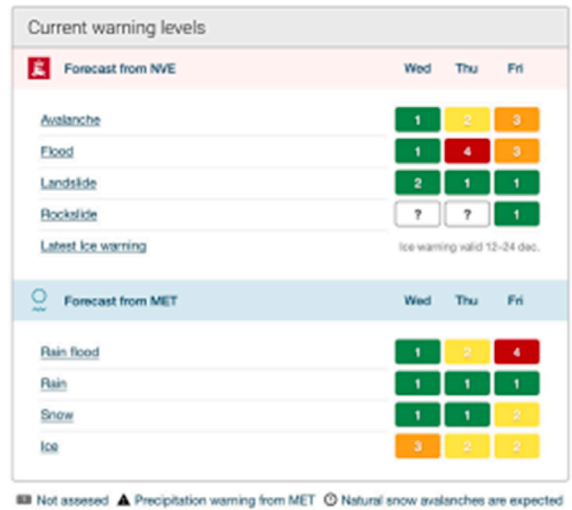 Current warning levels
Forecast from NVE Wed Thu Fri
Avalanche 1 2 3
Flood 1 4 3
Landslide 2 1 1
Rockslide ? ? 1
Latest Ice warning Ice warning valid 12-24 dec.
Forecast from MET Wed Thu Fri
Rain flood 1 2 4
Rain 1 1 1
Snow 1 1 2
Ice 3 2 2
Not assesed Precipitation warning from MET Natural snow avalanches are expected